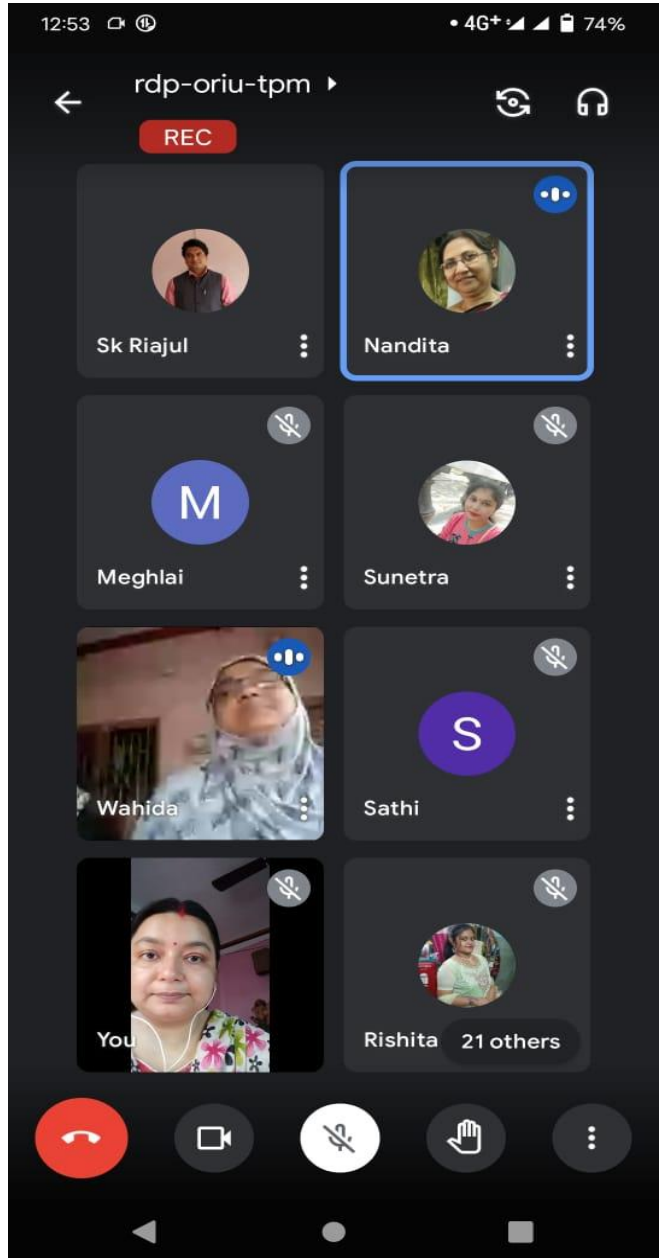 12:53 4G+ 74%
rdp-oriu-tpm
REC
Sk Riajul Nandita
M
Meghlai Sunetra
S
Wahida Sathi
You Rishita 21 others